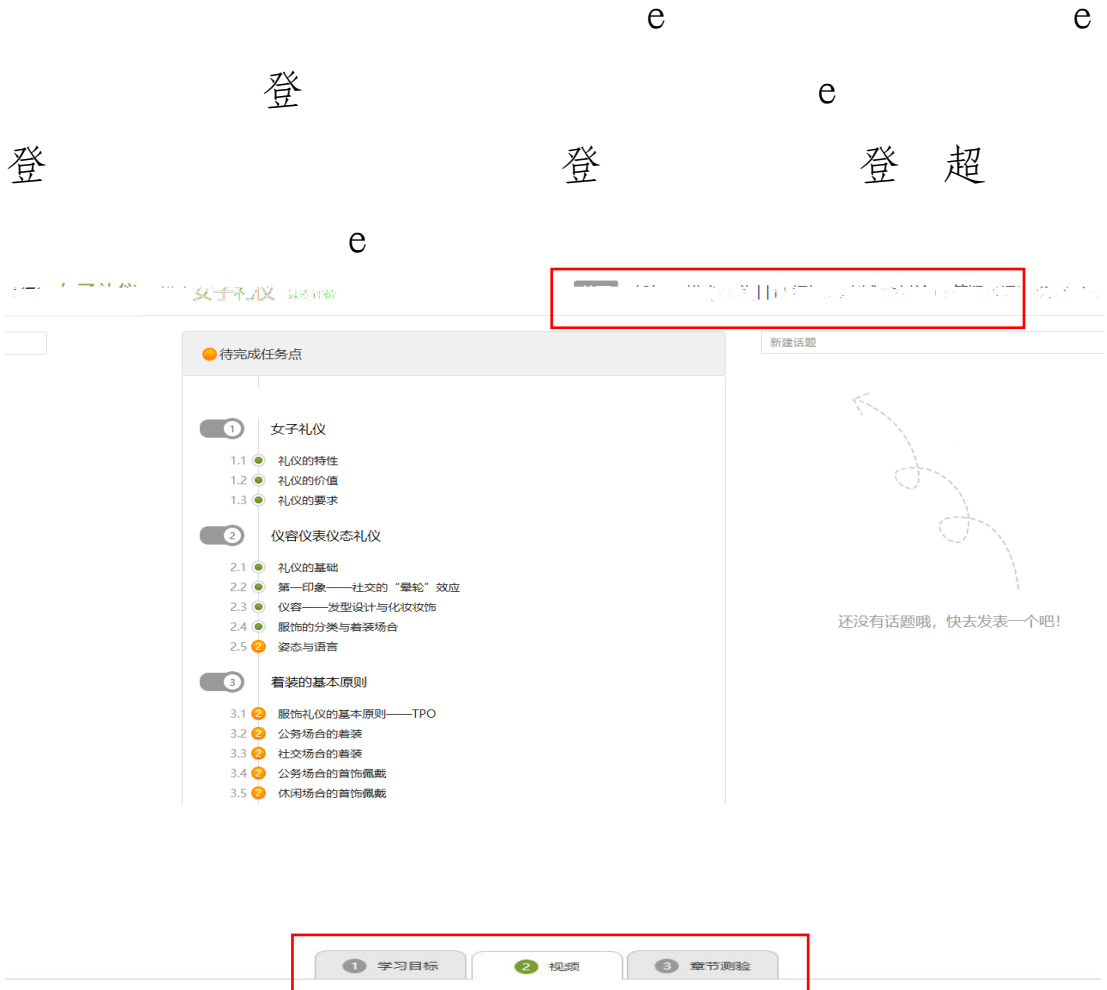 e e
登 e
登 登 登 超
e
女子礼仪
待完成任务点
新建话题
1 女子礼仪
1.1 礼仪的特性
1.2 礼仪的价值
1.3 礼仪的要求
2 仪容仪表仪态礼仪
2.1 礼仪的基础
2.2 第一印象——社交的“晕轮”效应
2.3 仪容——发型设计与化妆妆饰
2.4 服饰的分类与着装场合
2.5 2 姿态与语言
还没有话题哦，快去发表一个吧！
3 着装的基本原则
3.1 2 服饰礼仪的基本原则——TPO
3.2 2 公务场合的着装
3.3 2 社交场合的着装
3.4 2 公务场合的首饰佩戴
3.5 2 休闲场合的首饰佩戴
1 学习目标 2 视频 3 章节测验